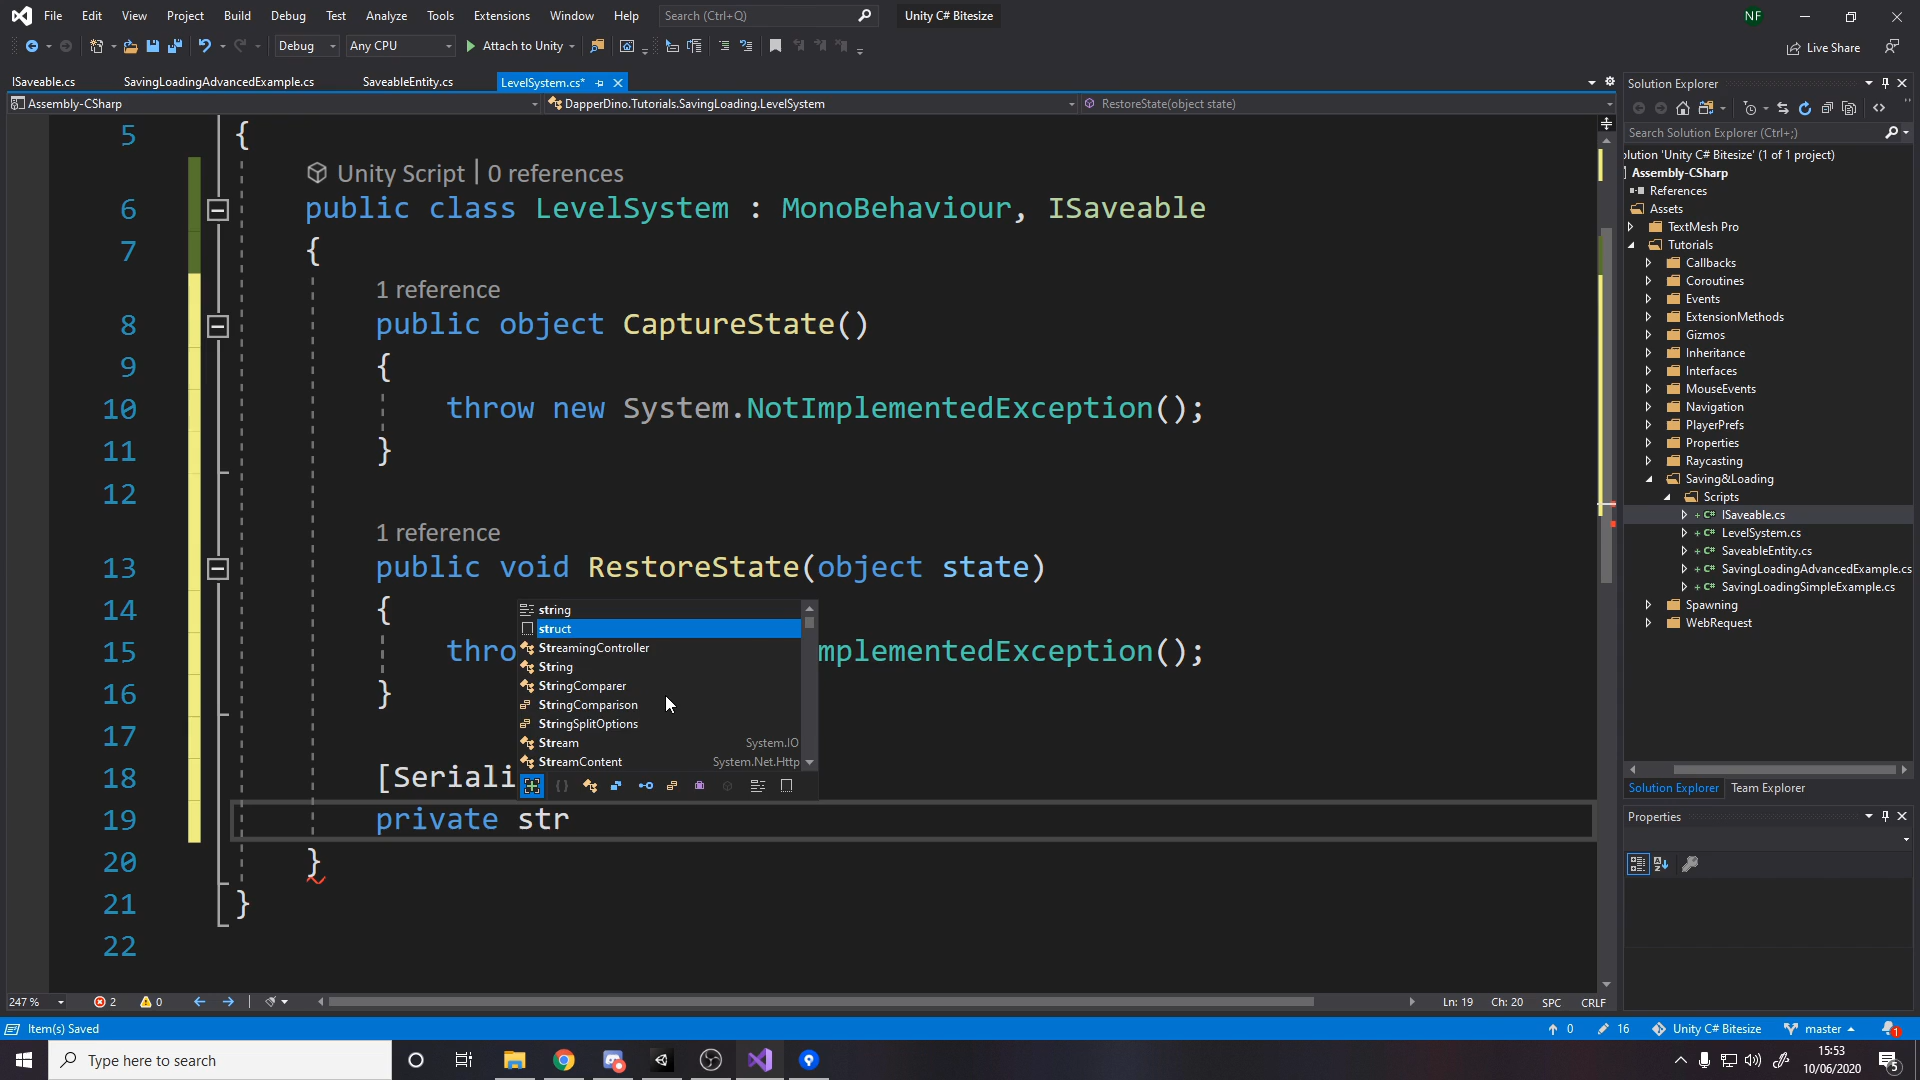 File Edit View Project Build Debug Test Analyze Tools Extensions Window Help Search (Ctrl+Q) Unity C# Bitesize NF
Debug Any CPU Attach to Unity Live Share
ISaveable.cs SavingLoadingAdvancedExample.cs SaveableEntity.cs LevelSystem.cs*
Assembly-CSharp DapperDino.Tutorials.SavingLoading.LevelSystem RestoreState(object state)
5 {
Unity Script | 0 references
6 public class LevelSystem : MonoBehaviour, ISaveable
7 {
1 reference
8 public object CaptureState()
9 {
10 throw new System.NotImplementedException();
11 }
12
1 reference
13 public void RestoreState(object state)
14 {
15 thro mplementedException();
16 }
17
18 [Seriali
19 private str
20 }
21 }
22
string
struct
StreamingController
String
StringComparer
StringComparison
StringSplitOptions
Stream System.IO
StreamContent System.Net.Http
Solution Explorer
Search Solution Explorer (Ctrl+;)
olution 'Unity C# Bitesize' (1 of 1 project)
Assembly-CSharp
References
Assets
TextMesh Pro
Tutorials
Callbacks
Coroutines
Events
ExtensionMethods
Gizmos
Inheritance
Interfaces
MouseEvents
Navigation
PlayerPrefs
Properties
Raycasting
Saving&Loading
Scripts
ISaveable.cs
LevelSystem.cs
SaveableEntity.cs
SavingLoadingAdvancedExample.cs
SavingLoadingSimpleExample.cs
Spawning
WebRequest
Solution Explorer Team Explorer
Properties
247 % 2 0 Ln: 19 Ch: 20 SPC CRLF
Item(s) Saved 0 16 Unity C# Bitesize master 1
Type here to search 15:53
10/06/2020 5